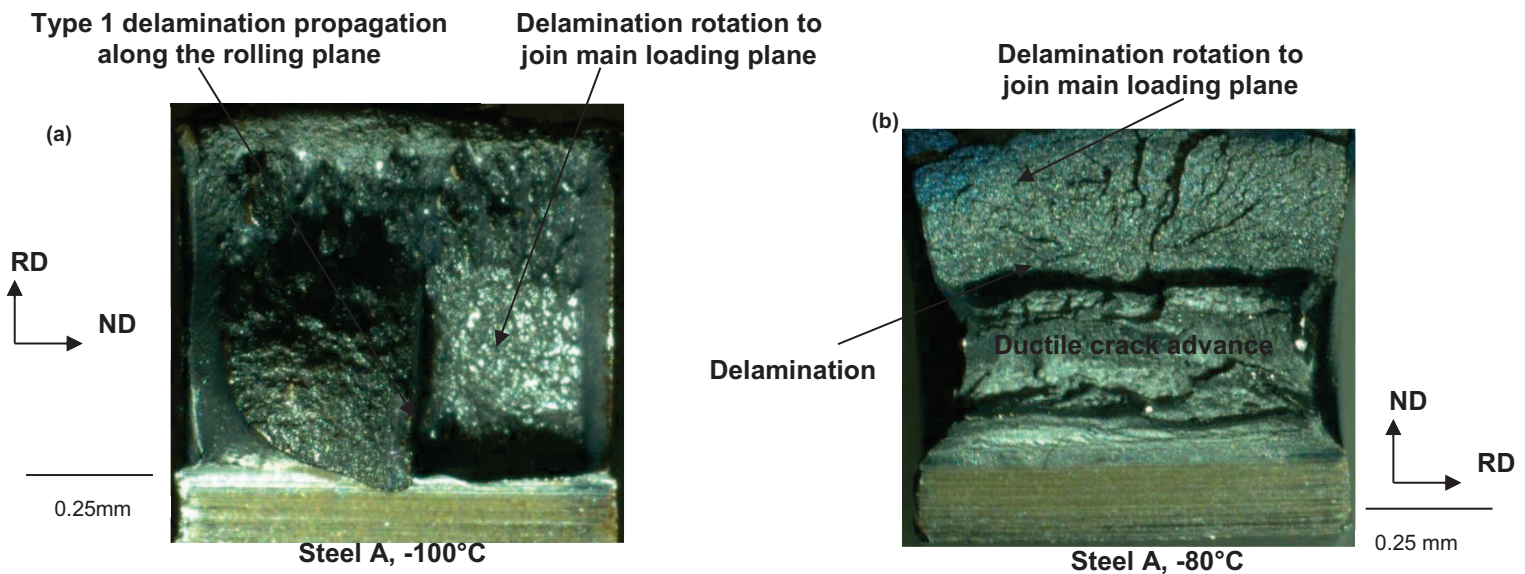 Type 1 delamination propagation
along the rolling plane
Delamination rotation to
join main loading plane
(a)
RD
ND
0.25mm
Steel A, -100°C
Delamination rotation to
join main loading plane
(b)
Ductile crack advance
Delamination
ND
RD
0.25 mm
Steel A, -80°C